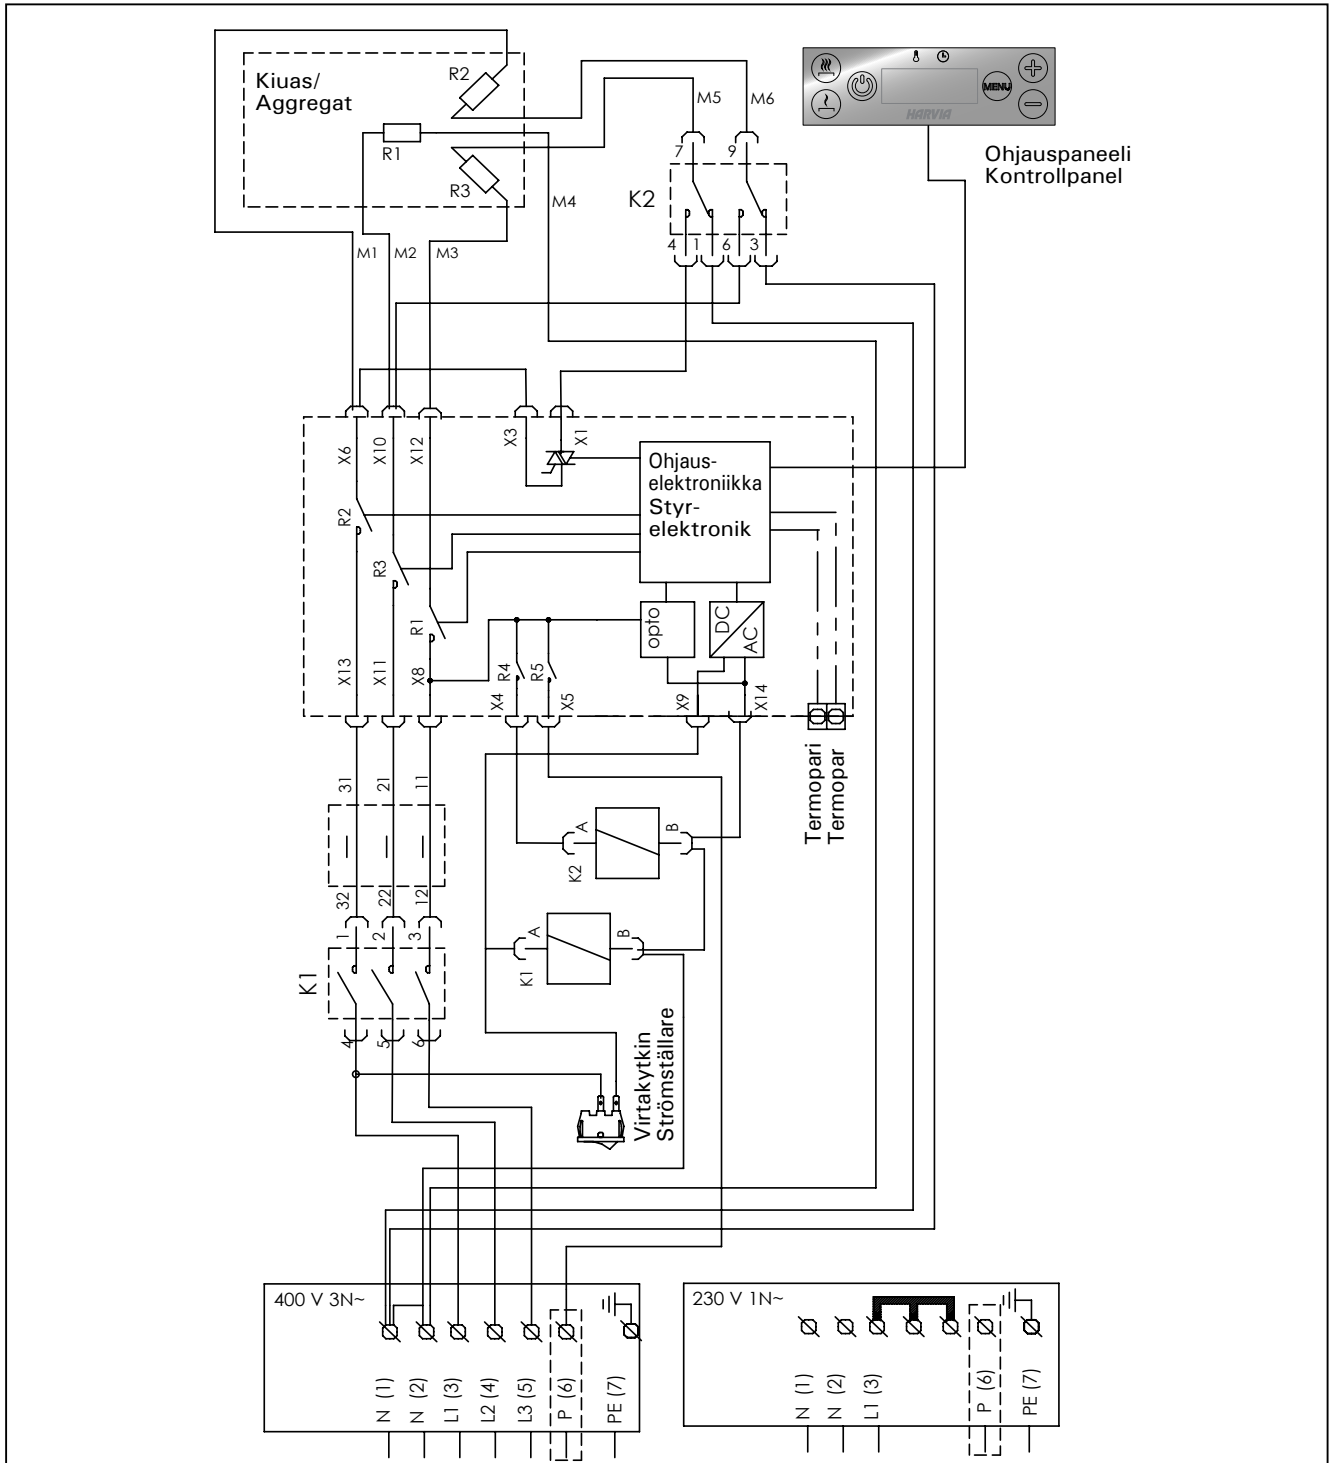 Kiuas/
Aggregat
R2
R1
R3
M5
M6
M4
M1
M2
M3
7
9
K2
4
1
6
3
MENU
HARVIA
Ohjauspaneeli
Kontrollpanel
X6
X10
X12
X3
X1
Ohjaus-
elektroniikka
Styr-
elektronik
R2
R3
R1
opto
DC
AC
R4
R5
X13
X11
X8
X4
X5
X9
X14
Termopari
Termopar
31
21
11
32
22
12
A
B
K2
A
B
K1
1
2
3
K1
4
5
6
Virtakytkin
Strömställare
400 V 3N~
N (1)
N (2)
L1 (3)
L2 (4)
L3 (5)
P (6)
PE (7)
230 V 1N~
N (1)
N (2)
L1 (3)
P (6)
PE (7)